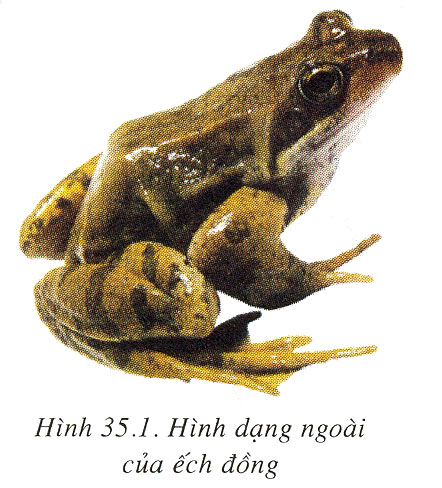 Hình 35.1. Hình dạng ngoài
của ếch đồng